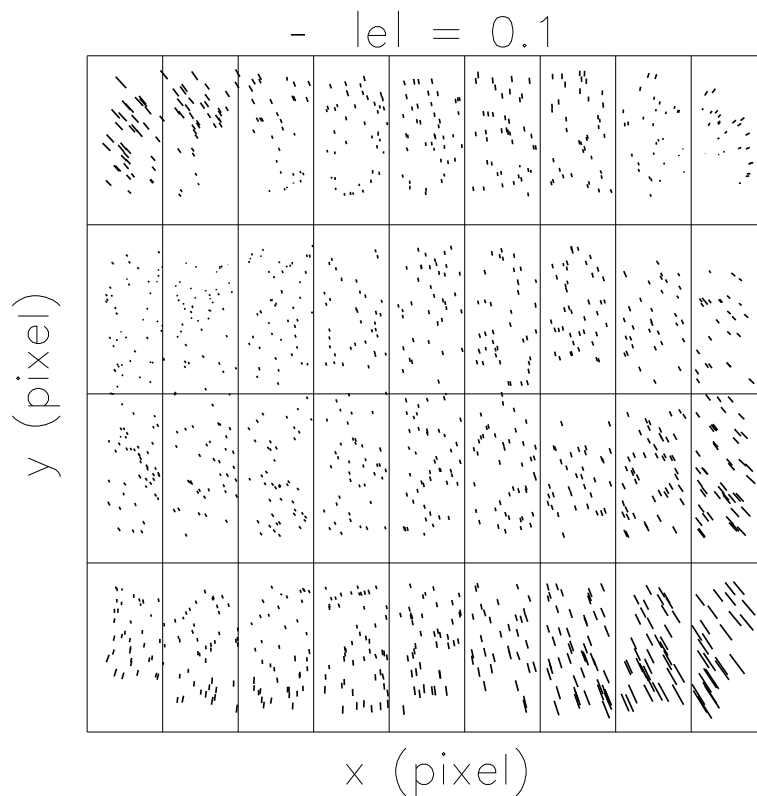 - |e| = 0.1
y (pixel)
x (pixel)